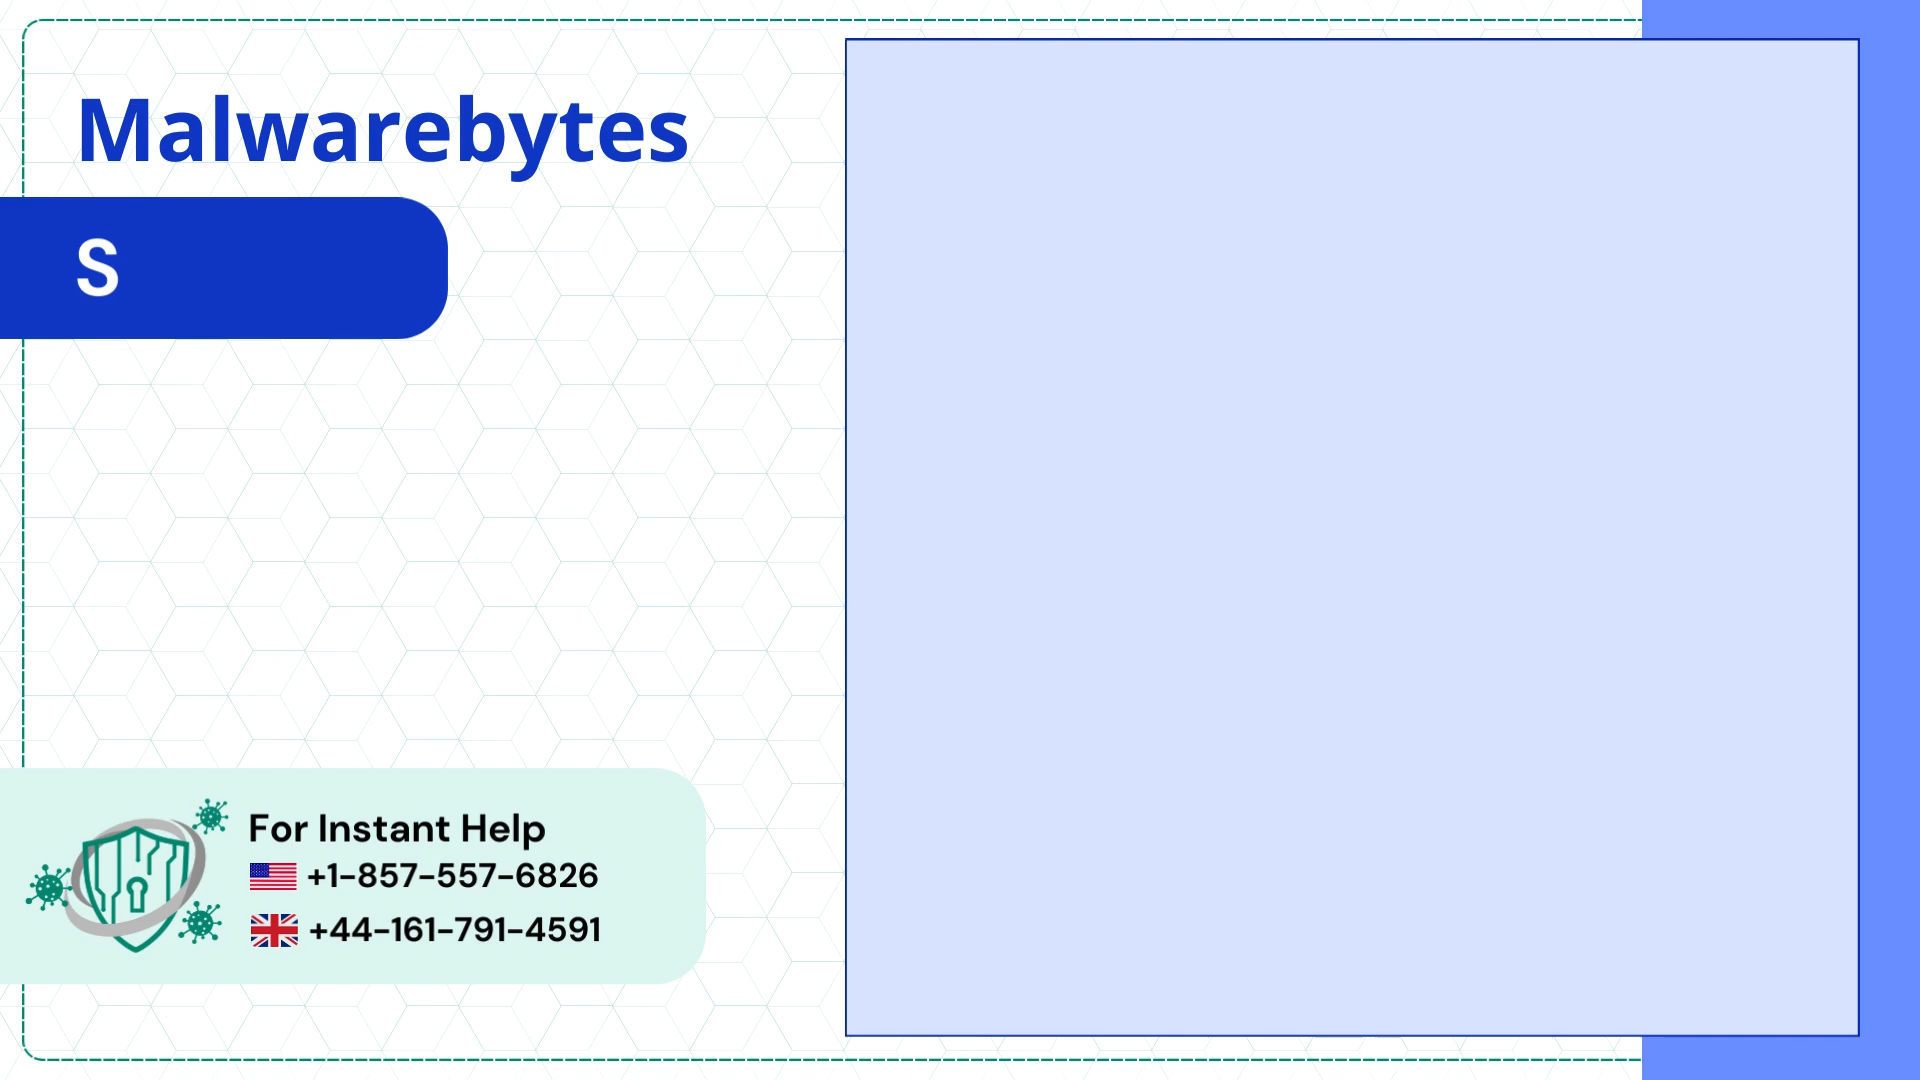 Malwarebytes
S
For Instant Help
+1-857-557-6826
+44-161-791-4591